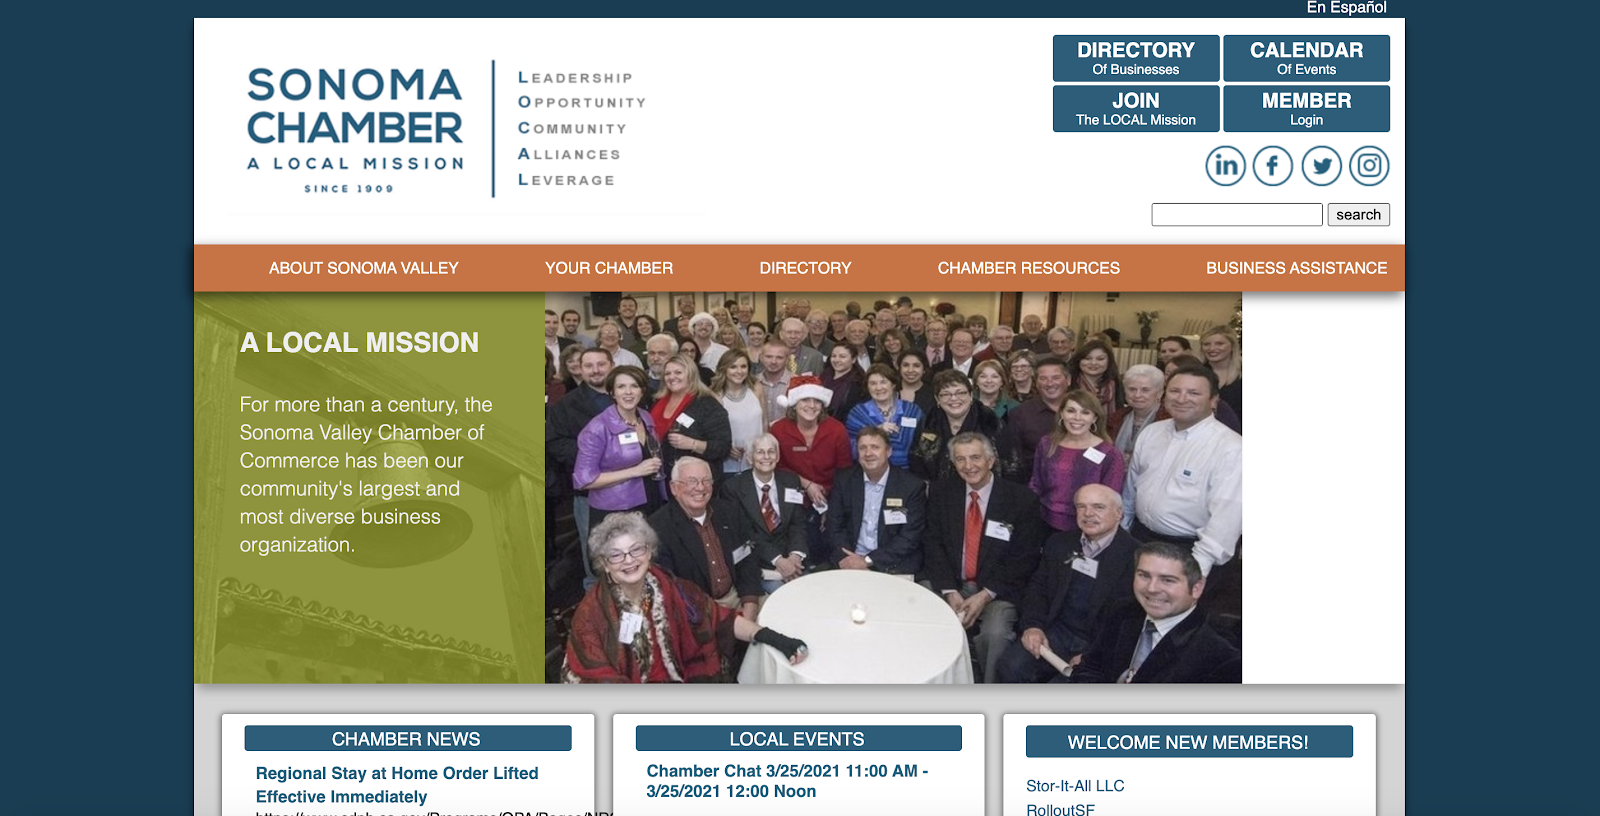 En Español
SONOMA
CHAMBER
A LOCAL MISSION
SINCE 1909
LEADERSHIP
OPPORTUNITY
COMMUNITY
ALLIANCES
LEVERAGE
DIRECTORY
Of Businesses
CALENDAR
Of Events
JOIN
The LOCAL Mission
MEMBER
Login
in
f
search
ABOUT SONOMA VALLEY
YOUR CHAMBER
DIRECTORY
CHAMBER RESOURCES
BUSINESS ASSISTANCE
A LOCAL MISSION
For more than a century, the
Sonoma Valley Chamber of
Commerce has been our
community's largest and
most diverse business
organization.
CHAMBER NEWS
Regional Stay at Home Order Lifted
Effective Immediately
LOCAL EVENTS
Chamber Chat 3/25/2021 11:00 AM -
3/25/2021 12:00 Noon
WELCOME NEW MEMBERS!
Stor-It-All LLC
RolloutSF